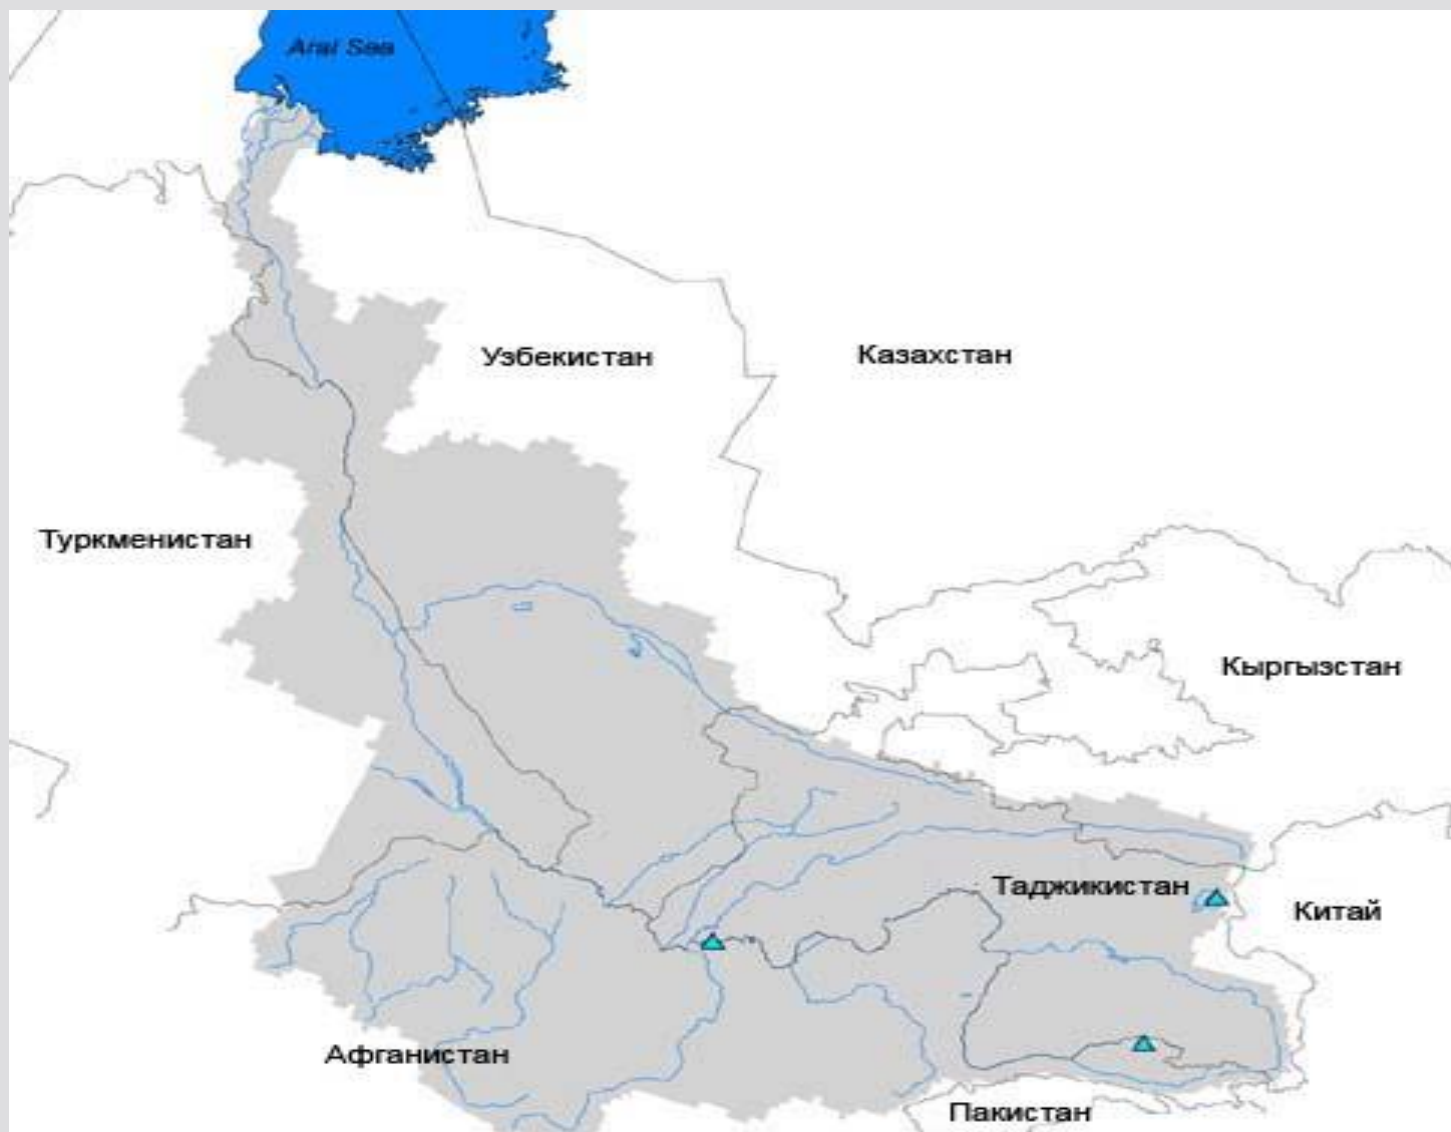 Aral Sea
Узбекистан
Казахстан
Туркменистан
Кыргызстан
Таджикистан
Китай
Афганистан
Пакистан